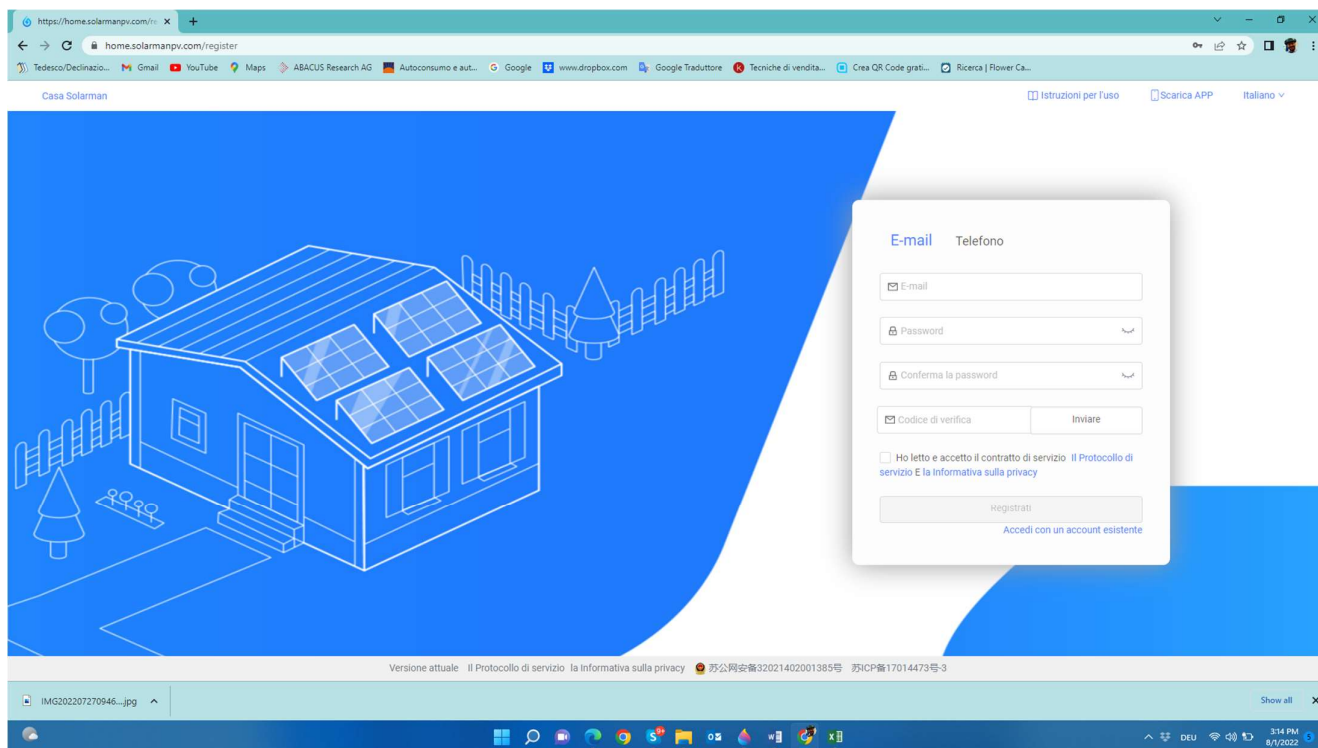 https://home.solarmanpv.com/re
home.solarmanpv.com/register
Tedesco/Declinazio... Gmail YouTube Maps ABACUS Research AG Autoconsumo e aut... Google www.dropbox.com Google Traduttore Tecniche di vendita... Crea QR Code grati... Ricerca | Flower Ca...
Casa Solarman Istruzioni per l'uso Scarica APP Italiano
E-mail Telefono
E-mail
Password
Conferma la password
Codice di verifica Inviare
Ho letto e accetto il contratto di servizio Il Protocollo di
servizio E la Informativa sulla privacy
Registrati
Accedi con un account esistente
Versione attuale Il Protocollo di servizio la Informativa sulla privacy 苏公网安备32021402001385号 苏ICP备17014473号-3
IMG202207270946....jpg Show all
DEU 3:14 PM
8/1/2022